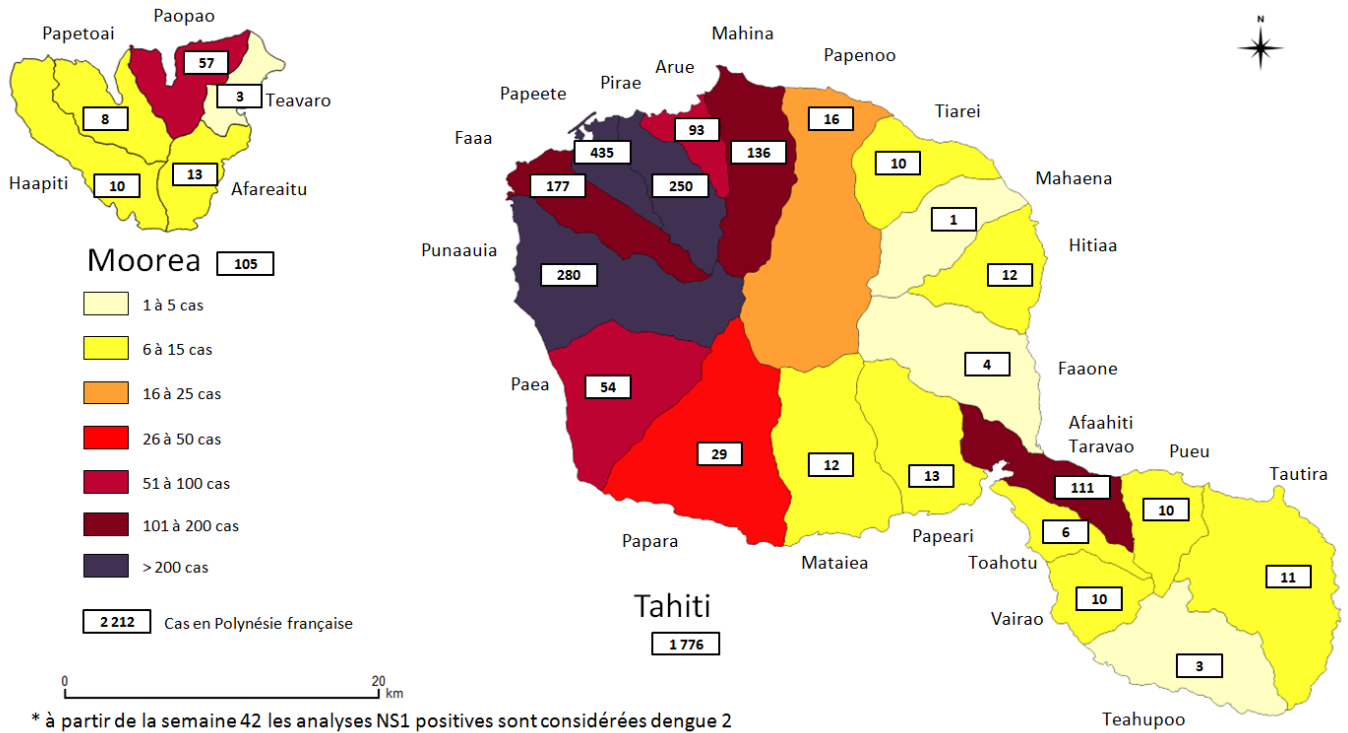 Paopao
Papetoai
57
3
Teavaro
8
13
10
Haapiti
Afareaitu
Moorea 105
1 à 5 cas
6 à 15 cas
16 à 25 cas
26 à 50 cas
51 à 100 cas
101 à 200 cas
> 200 cas
2 212 Cas en Polynésie française
N
Mahina
Papenoo
Arue
Pirae
Papeete
Faaa
Tiarei
93
16
435
136
10
177
250
Mahaena
1
Hitiaa
Punaauia
280
12
4
Faaone
Paea
54
Afaahiti
Taravao
Pueu
29
12
13
111
10
Tautira
6
Papara
Mataiea
Papeari
Toahotu
11
Vairao
10
Tahiti
1 776
3
Teahupoo
0 20
km
* à partir de la semaine 42 les analyses NS1 positives sont considérées dengue 2